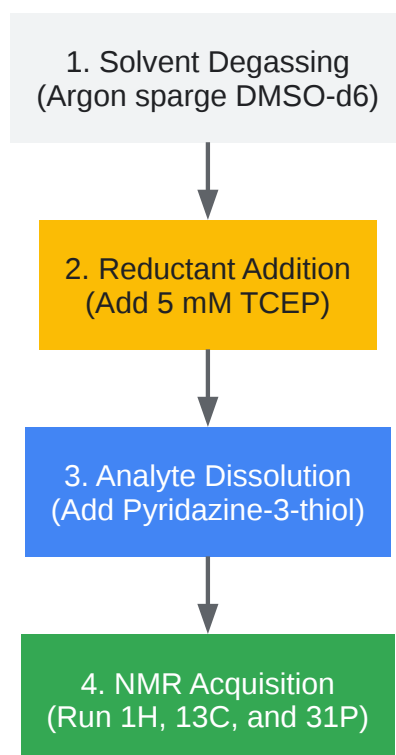 1. Solvent Degassing
(Argon sparge DMSO-d6)
2. Reductant Addition
(Add 5 mM TCEP)
3. Analyte Dissolution
(Add Pyridazine-3-thiol)
4. NMR Acquisition
(Run 1H, 13C, and 31P)